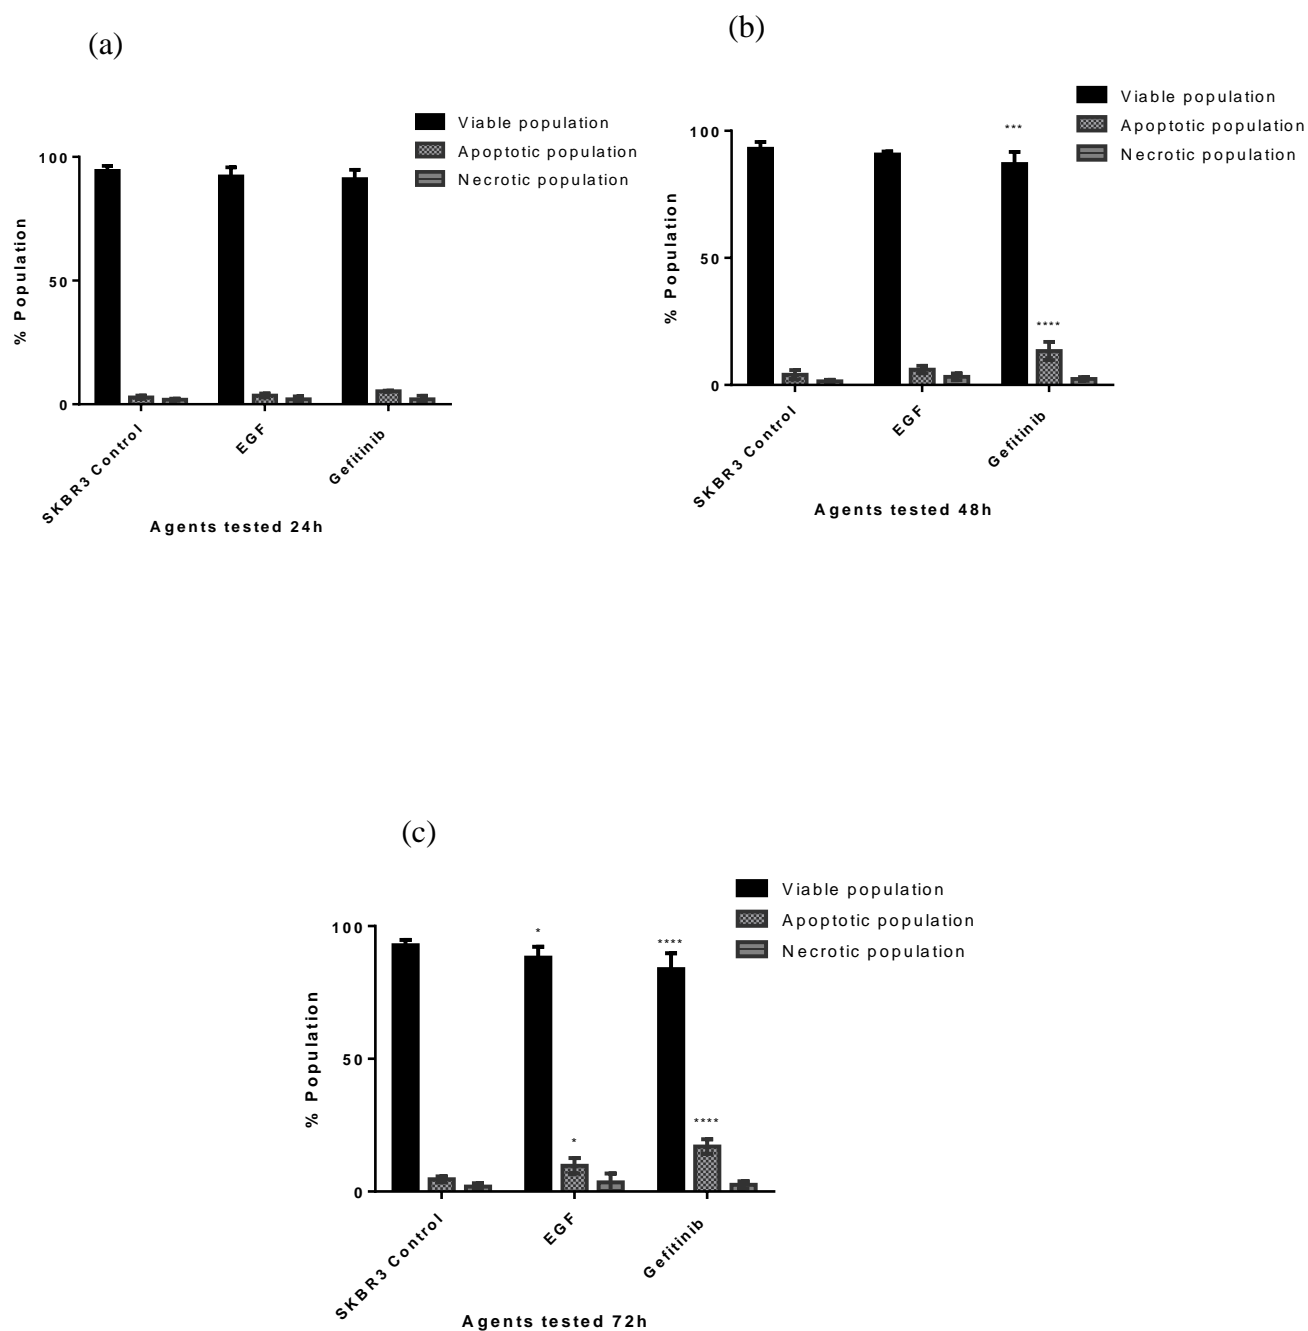 (a)
Viable population
Apoptotic population
Necrotic population
100
50
0
% Population
SKBR3 Control
EGF
Gefitinib
Agents tested 24h
(b)
Viable population
Apoptotic population
Necrotic population
***
****
100
50
0
% Population
SKBR3 Control
EGF
Gefitinib
Agents tested 48h
(c)
Viable population
Apoptotic population
Necrotic population
*
****
*
****
100
50
0
% Population
SKBR3 Control
EGF
Gefitinib
Agents tested 72h